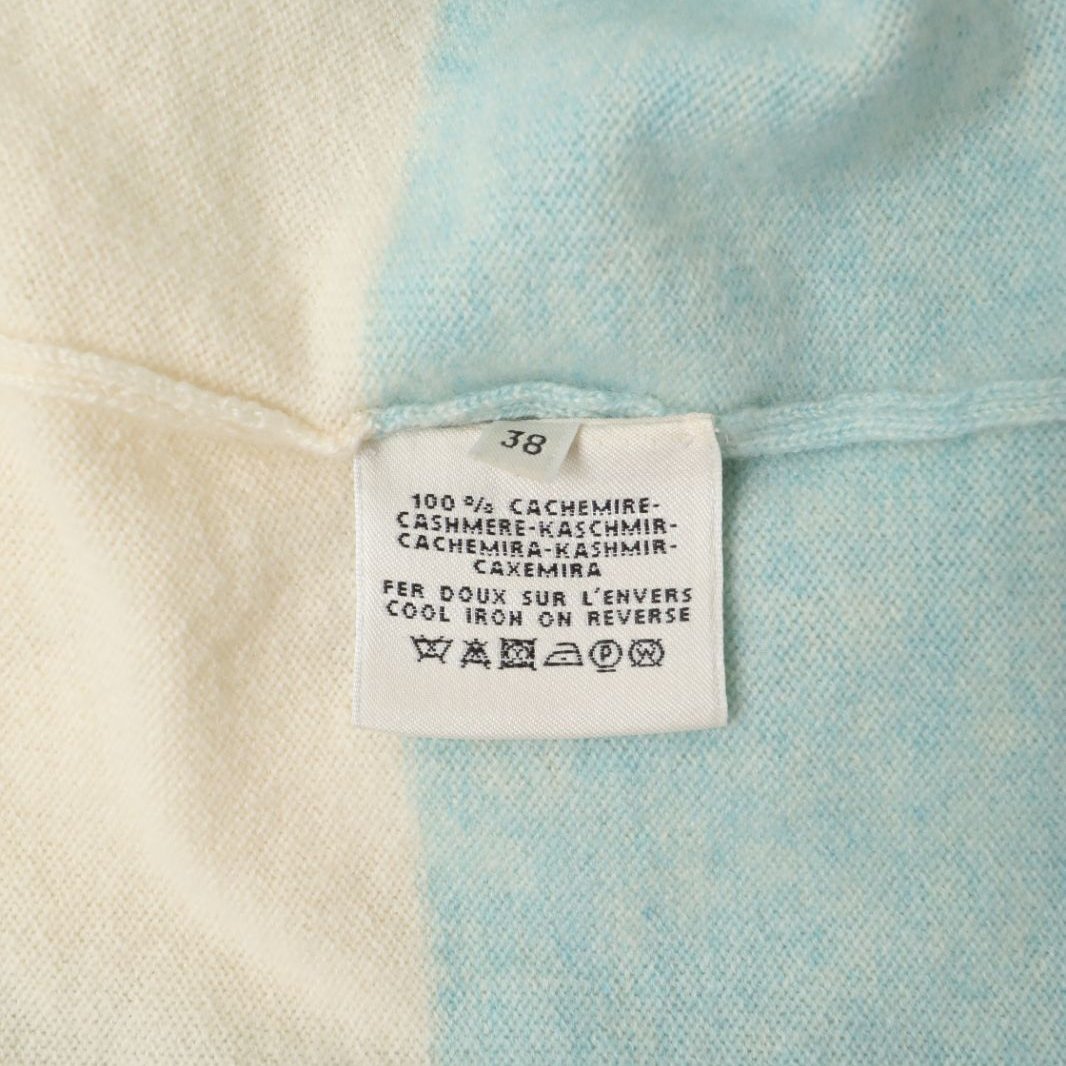 38
100 % CACHEMIRE-
CASHMERE-KASCHMIR-
CACHEMIRA-KASHMIR-
CAXEMIRA
FER DOUX SUR L'ENVERS
COOL IRON ON REVERSE
P W